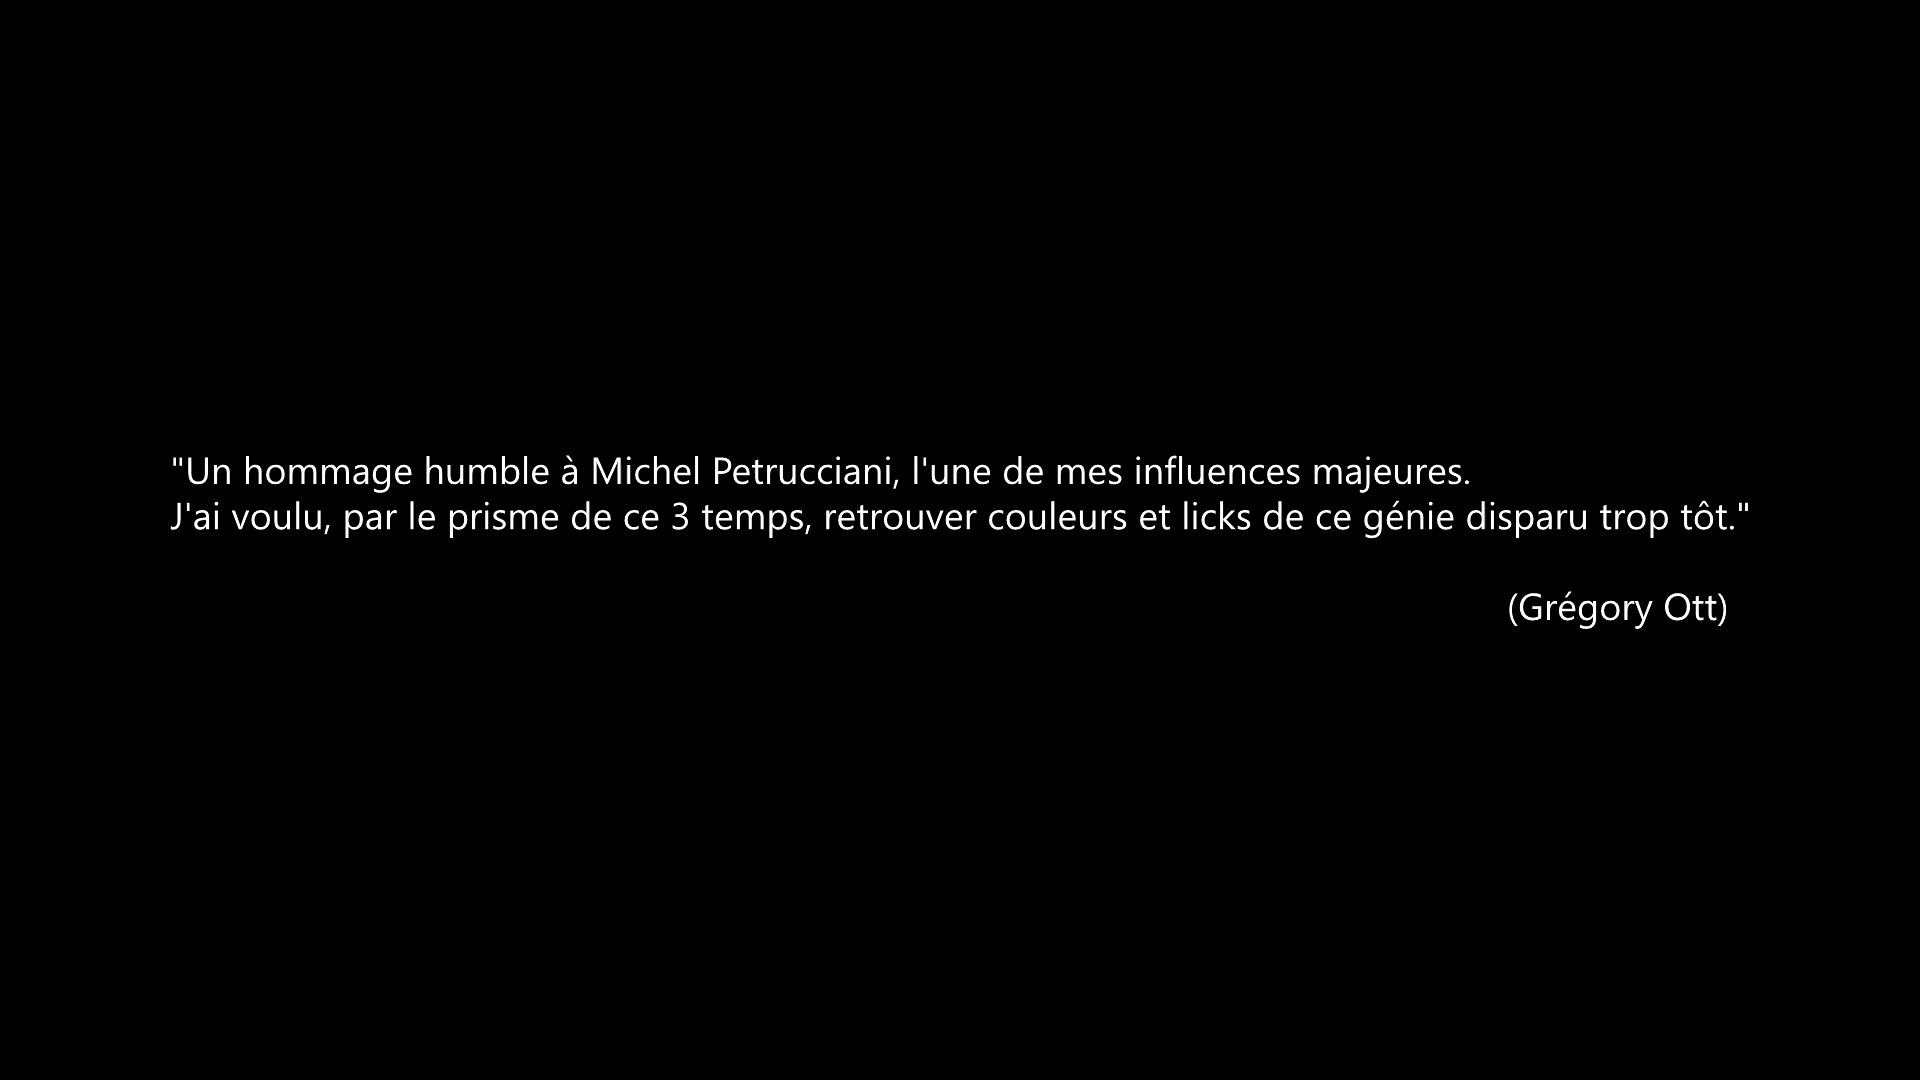 "Un hommage humble à Michel Petrucciani, l'une de mes influences majeures.
J'ai voulu, par le prisme de ce 3 temps, retrouver couleurs et licks de ce génie disparu trop tôt."
(Grégory Ott)